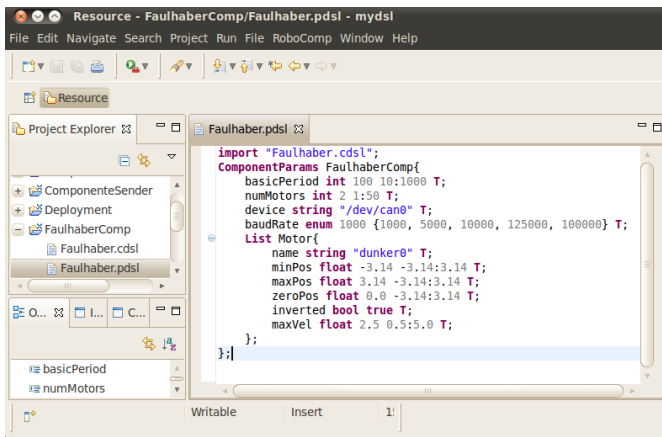 Resource - FaulhaberComp/Faulhaber.pdsl - mydsl
File Edit Navigate Search Project Run File RoboComp Window Help
Resource
Project Explorer
ComponenteSender
Deployment
FaulhaberComp
Faulhaber.cdsl
Faulhaber.pdsl
O... I... C...
basicPeriod
numMotors
Faulhaber.pdsl
import "Faulhaber.cdsl";
ComponentParams FaulhaberComp{
basicPeriod int 100 10:1000 T;
numMotors int 2 1:50 T;
device string "/dev/can0" T;
baudRate enum 1000 {1000, 5000, 10000, 125000, 100000} T;
List Motor{
name string "dunker0" T;
minPos float -3.14 -3.14:3.14 T;
maxPos float 3.14 -3.14:3.14 T;
zeroPos float 0.0 -3.14:3.14 T;
inverted bool true T;
maxVel float 2.5 0.5:5.0 T;
};
};
Writable Insert